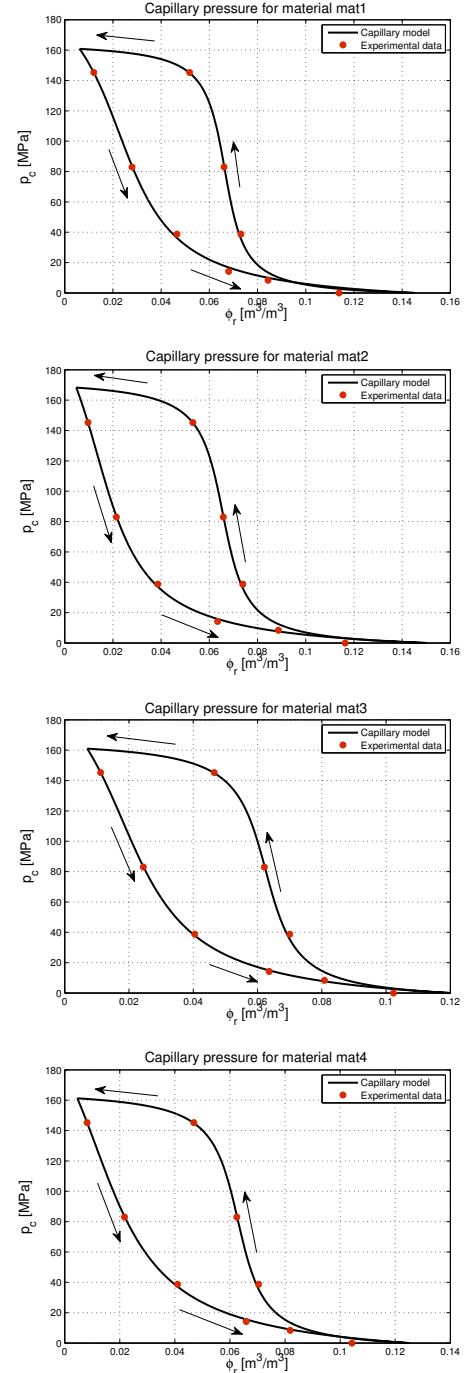 Capillary pressure for material mat1
180
160
140
120
100
80
60
40
20
0
p_c [MPa]
Capillary model
Experimental data
0 0.02 0.04 0.06 0.08 0.1 0.12 0.14 0.16
ϕ_r [m³/m³]
Capillary pressure for material mat2
180
160
140
120
100
80
60
40
20
0
p_c [MPa]
Capillary model
Experimental data
0 0.02 0.04 0.06 0.08 0.1 0.12 0.14 0.16
ϕ_r [m³/m³]
Capillary pressure for material mat3
180
160
140
120
100
80
60
40
20
0
p_c [MPa]
Capillary model
Experimental data
0 0.02 0.04 0.06 0.08 0.1 0.12
ϕ_r [m³/m³]
Capillary pressure for material mat4
180
160
140
120
100
80
60
40
20
0
p_c [MPa]
Capillary model
Experimental data
0 0.02 0.04 0.06 0.08 0.1 0.12 0.14
ϕ_r [m³/m³]